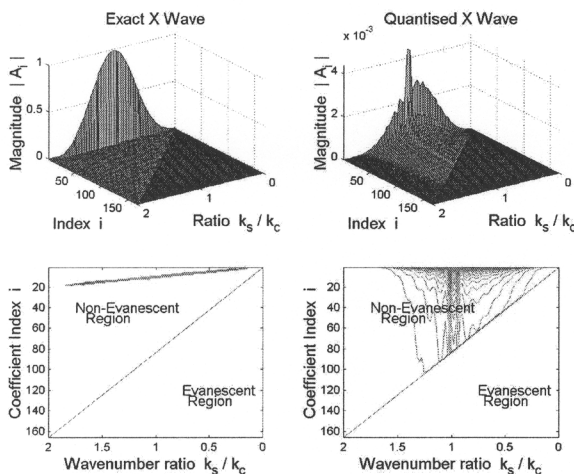 Exact X Wave
Quantised X Wave
x 10⁻³
Magnitude | Aᵢ |
1
0.5
0
50
100
150
Index i
2
1
0
Ratio kₛ / k꜀
Magnitude | Aᵢ |
4
2
0
50
100
150
Index i
2
1
0
Ratio kₛ / k꜀
Coefficient Index i
20
40
60
80
100
120
140
160
Non-Evanescent
Region
Evanescent
Region
2
1.5
1
0.5
0
Wavenumber ratio kₛ / k꜀
Coefficient Index i
20
40
60
80
100
120
140
160
Non-Evanescent
Region
Evanescent
Region
2
1.5
1
0.5
0
Wavenumber ratio kₛ / k꜀